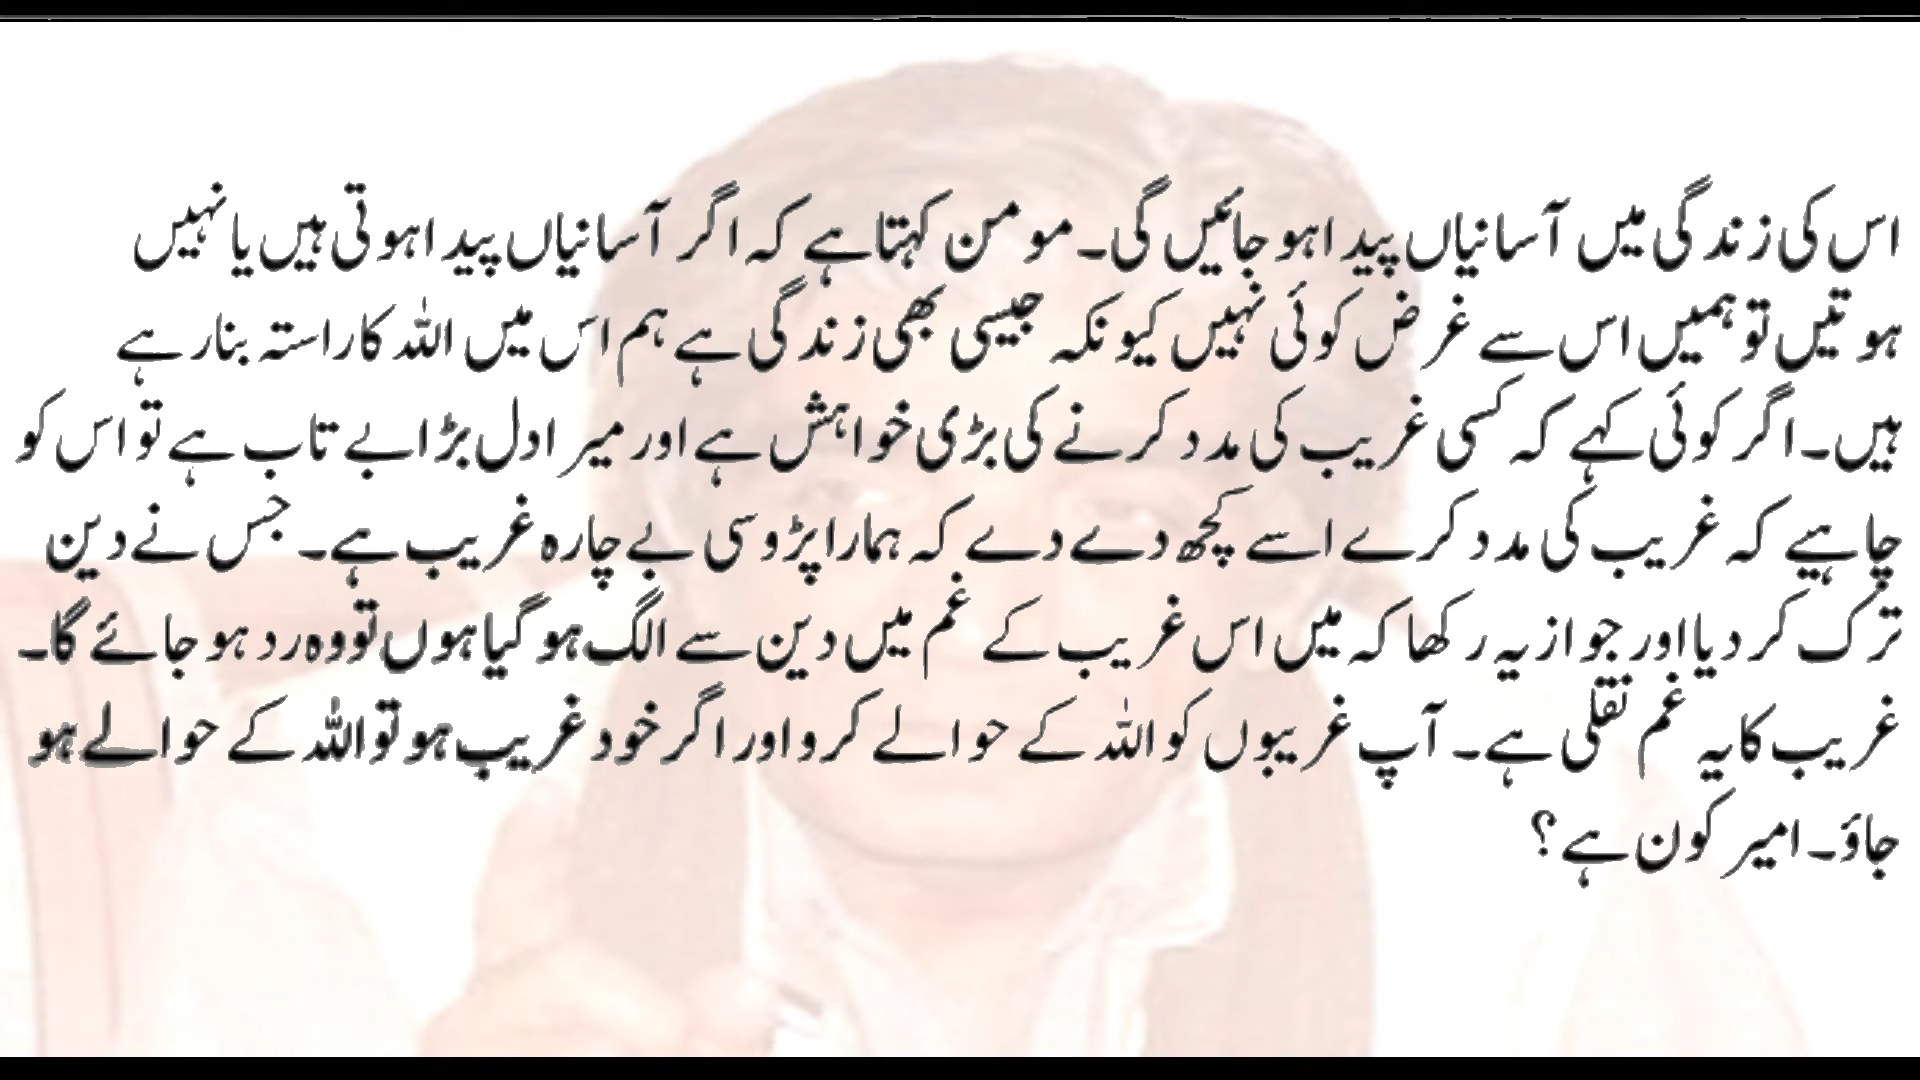 اس کی زندگی میں آسانیاں پیدا ہو جائیں گی۔ مومن کہتا ہے کہ اگر آسانیاں پیدا ہوتی ہیں یا نہیں
ہوتیں تو ہمیں اس سے غرض کوئی نہیں کیونکہ جیسی بھی زندگی ہے ہم اس میں اللہ کا راستہ بنا رہے
ہیں۔ اگر کوئی کہے کہ کسی غریب کی مدد کرنے کی بڑی خواہش ہے اور میرا دل بڑا بے تاب ہے تو اس کو
چاہیے کہ غریب کی مدد کرے اسے کچھ دے دے کہ ہمارا پڑوسی بے چارہ غریب ہے۔ جس نے دین
ترک کر دیا اور جواز یہ رکھا کہ میں اس غریب کے غم میں دین سے الگ ہو گیا ہوں تو وہ رد ہو جائے گا۔
غریب کا یہ غم نقلی ہے۔ آپ غریبوں کو اللہ کے حوالے کرو اور اگر خود غریب ہو تو اللہ کے حوالے ہو
جاؤ۔ امیر کون ہے؟